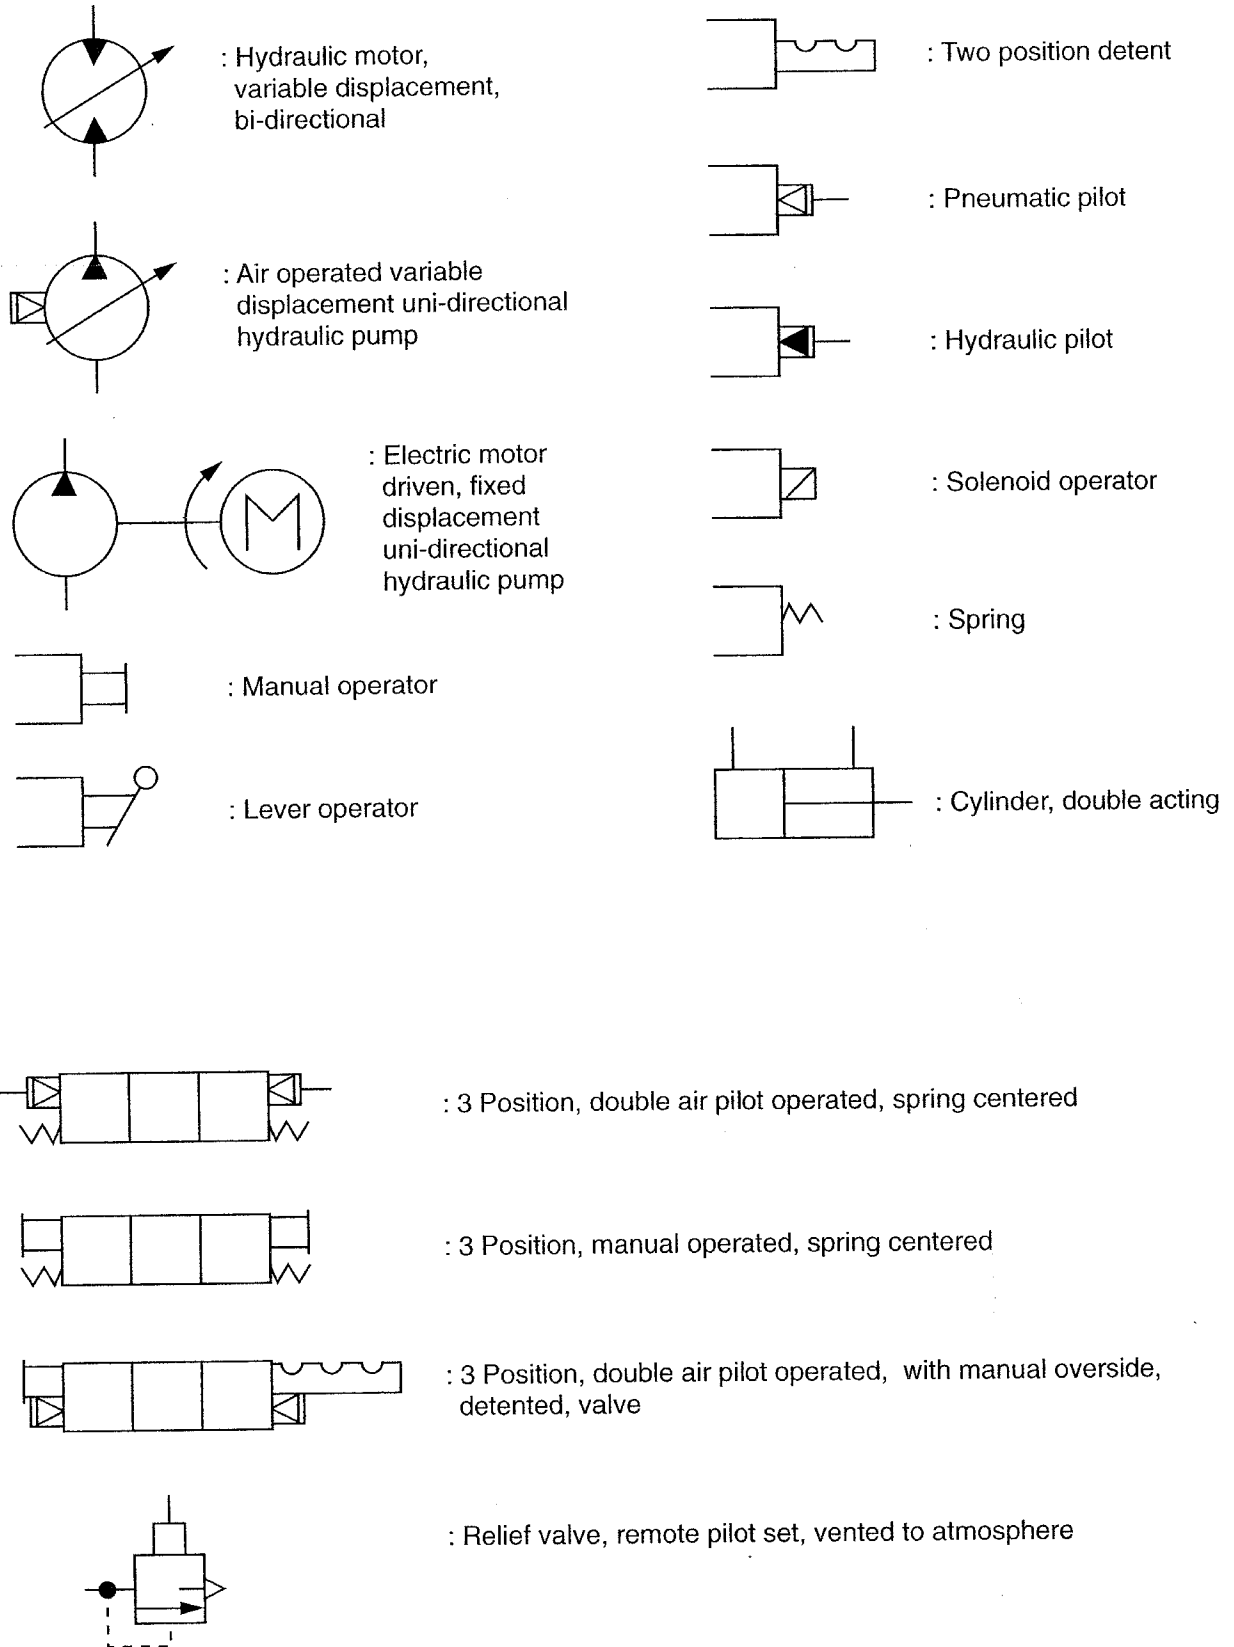 : Hydraulic motor,
variable displacement,
bi-directional
: Air operated variable
displacement uni-directional
hydraulic pump
M
: Electric motor
driven, fixed
displacement
uni-directional
hydraulic pump
: Manual operator
: Lever operator
: Two position detent
: Pneumatic pilot
: Hydraulic pilot
: Solenoid operator
: Spring
: Cylinder, double acting
: 3 Position, double air pilot operated, spring centered
: 3 Position, manual operated, spring centered
: 3 Position, double air pilot operated, with manual overside,
detented, valve
: Relief valve, remote pilot set, vented to atmosphere